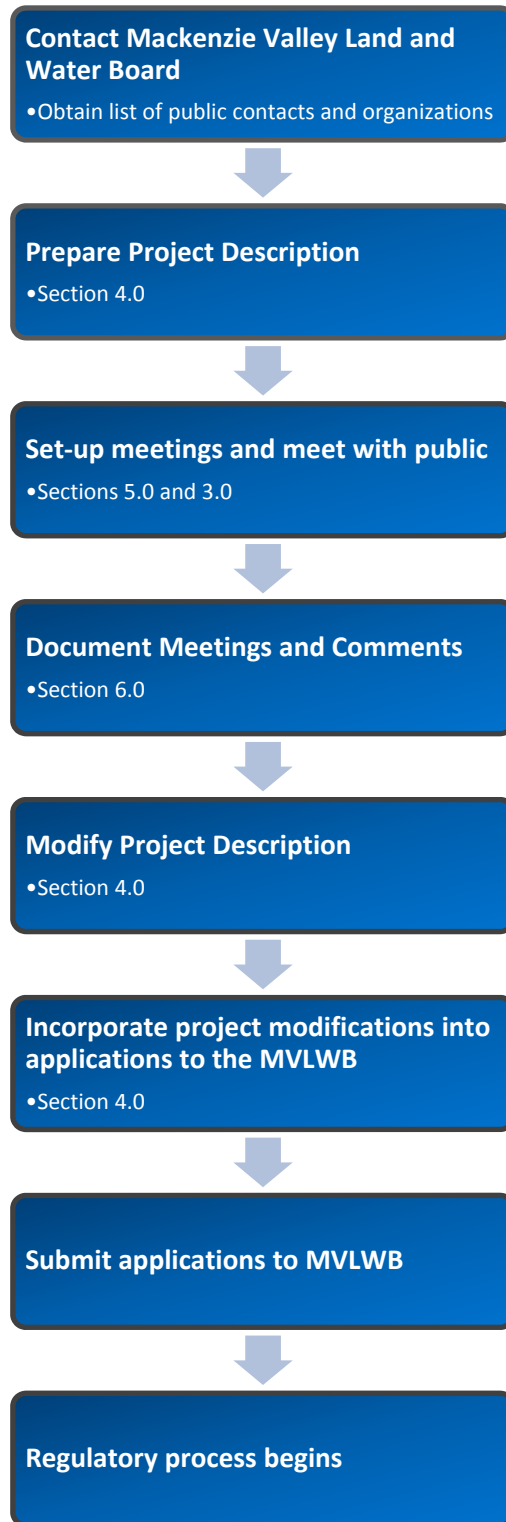 Contact Mackenzie Valley Land and
Water Board
•Obtain list of public contacts and organizations
Prepare Project Description
•Section 4.0
Set-up meetings and meet with public
•Sections 5.0 and 3.0
Document Meetings and Comments
•Section 6.0
Modify Project Description
•Section 4.0
Incorporate project modifications into
applications to the MVLWB
•Section 4.0
Submit applications to MVLWB
Regulatory process begins